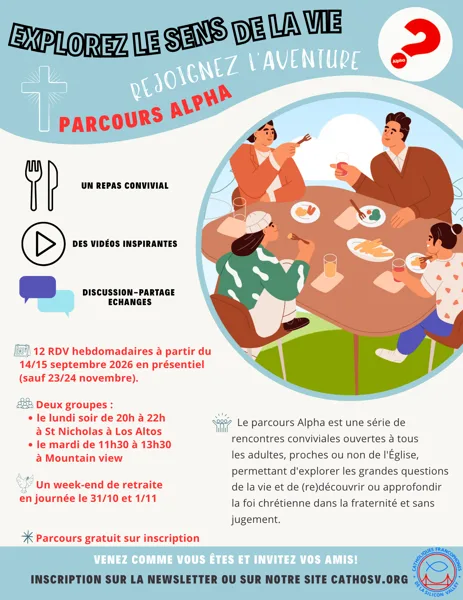 EXPLOREZ LE SENS DE LA VIE
REJOIGNEZ L'AVENTURE
Alpha
PARCOURS ALPHA
UN REPAS CONVIVIAL
DES VIDÉOS INSPIRANTES
DISCUSSION-PARTAGE
ECHANGES
12 RDV hebdomadaires à partir du
14/15 septembre 2026 en présentiel
(sauf 23/24 novembre).
Deux groupes :
• le lundi soir de 20h à 22h
à St Nicholas à Los Altos
• le mardi de 11h30 à 13h30
à Mountain view
Un week-end de retraite
en journée le 31/10 et 1/11
Parcours gratuit sur inscription
Le parcours Alpha est une série de
rencontres conviviales ouvertes à tous
les adultes, proches ou non de l'Église,
permettant d'explorer les grandes questions
de la vie et de (re)découvrir ou approfondir
la foi chrétienne dans la fraternité et sans
jugement.
VENEZ COMME VOUS ÊTES ET INVITEZ VOS AMIS!
INSCRIPTION SUR LA NEWSLETTER OU SUR NOTRE SITE CATHOSV.ORG
CATHOLIQUES FRANCOPHONES
DE LA SILICON VALLEY